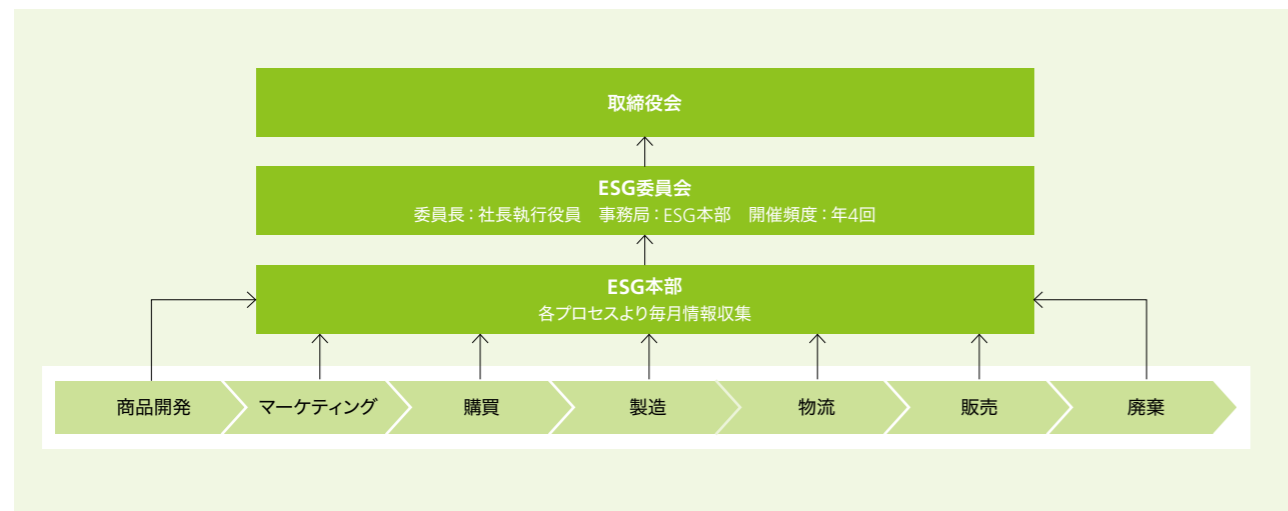 取締役会
ESG委員会
委員長：社長執行役員　事務局：ESG本部　開催頻度：年4回
ESG本部
各プロセスより毎月情報収集
商品開発
マーケティング
購買
製造
物流
販売
廃棄